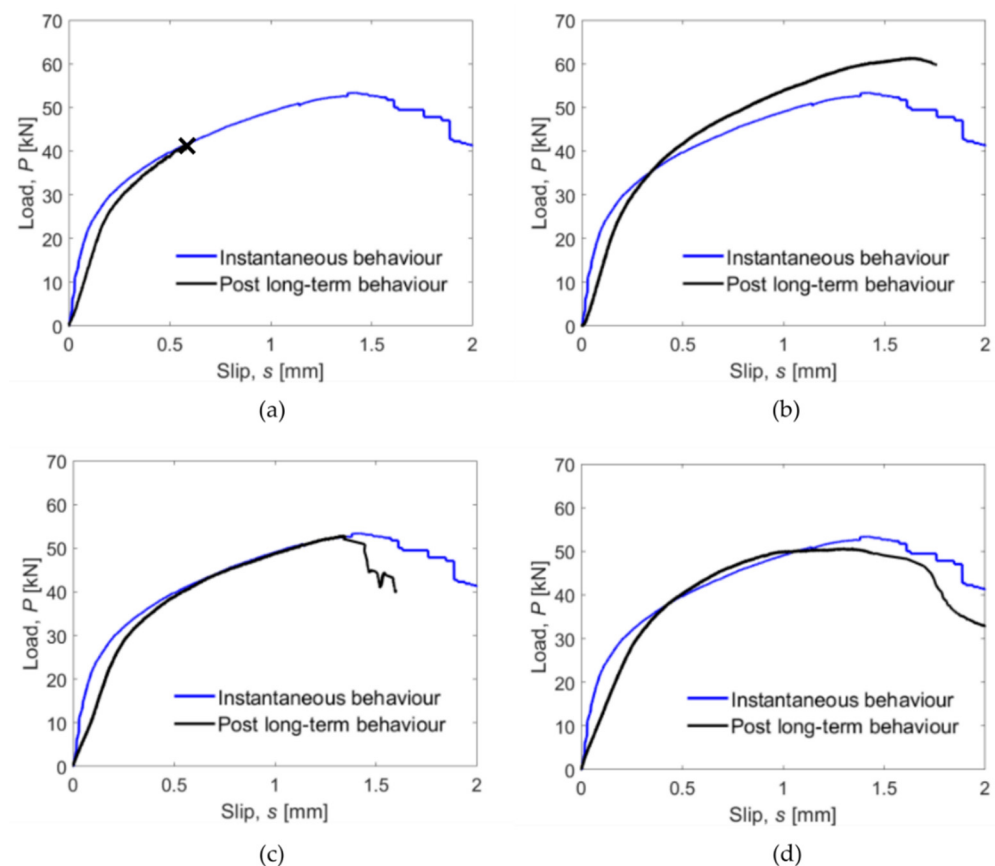 70
60
50
40
30
20
10
0
Load, P [kN]
Instantaneous behaviour
Post long-term behaviour
0 0.5 1 1.5 2
Slip, s [mm]
(a)
70
60
50
40
30
20
10
0
Load, P [kN]
Instantaneous behaviour
Post long-term behaviour
0 0.5 1 1.5 2
Slip, s [mm]
(b)
70
60
50
40
30
20
10
0
Load, P [kN]
Instantaneous behaviour
Post long-term behaviour
0 0.5 1 1.5 2
Slip, s [mm]
(c)
70
60
50
40
30
20
10
0
Load, P [kN]
Instantaneous behaviour
Post long-term behaviour
0 0.5 1 1.5 2
Slip, s [mm]
(d)